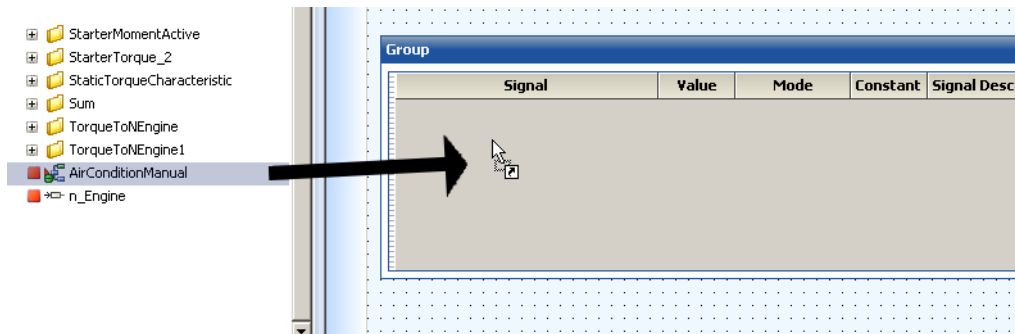 StarterMomentActive
StarterTorque_2
StaticTorqueCharacteristic
Sum
TorqueToNEngine
TorqueToNEngine1
AirConditionManual
n_Engine
Group
Signal Value Mode Constant Signal Desc